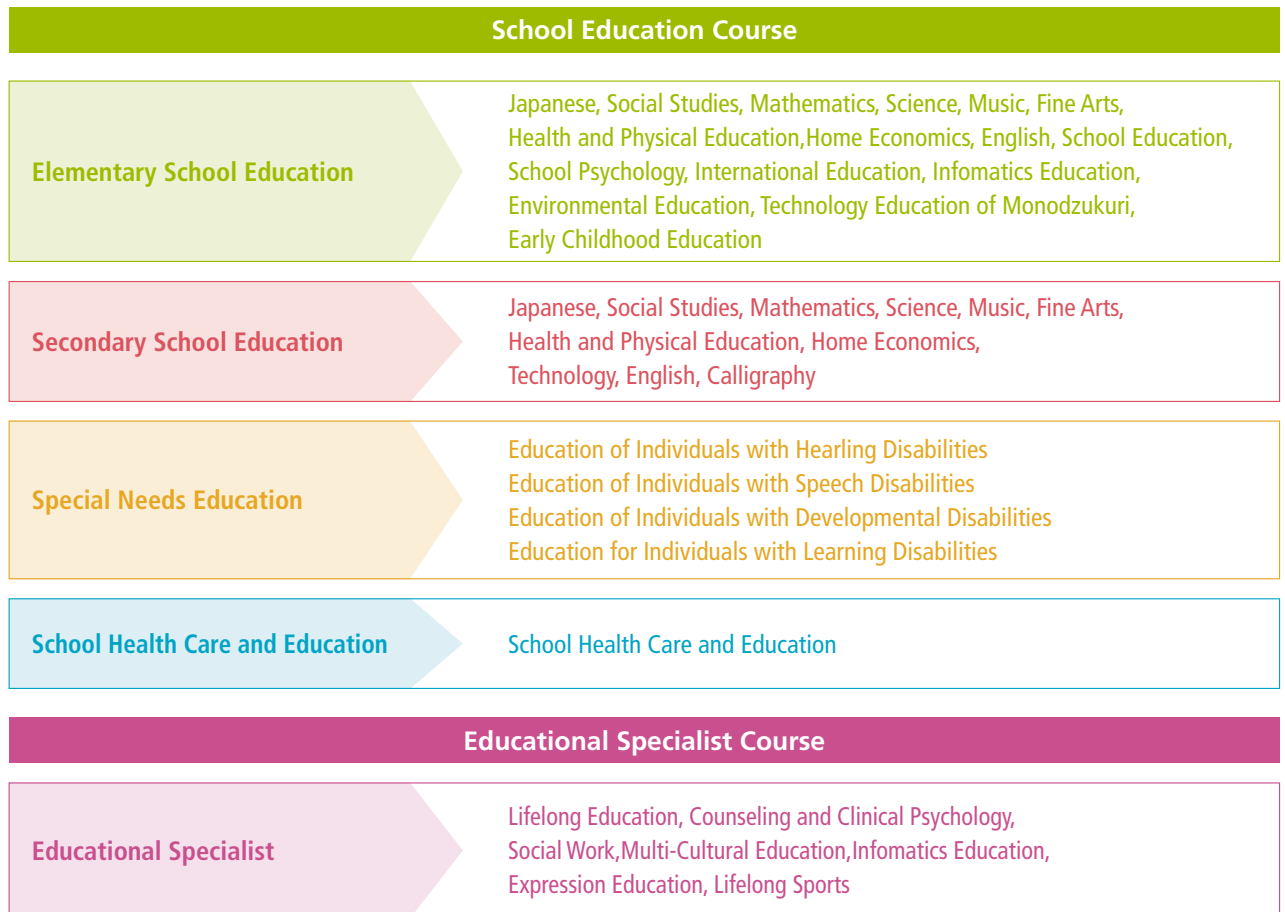 School Education Course
Elementary School Education
Japanese, Social Studies, Mathematics, Science, Music, Fine Arts,
Health and Physical Education,Home Economics, English, School Education,
School Psychology, International Education, Infomatics Education,
Environmental Education, Technology Education of Monodzukuri,
Early Childhood Education
Secondary School Education
Japanese, Social Studies, Mathematics, Science, Music, Fine Arts,
Health and Physical Education, Home Economics,
Technology, English, Calligraphy
Special Needs Education
Education of Individuals with Hearling Disabilities
Education of Individuals with Speech Disabilities
Education of Individuals with Developmental Disabilities
Education for Individuals with Learning Disabilities
School Health Care and Education
School Health Care and Education
Educational Specialist Course
Educational Specialist
Lifelong Education, Counseling and Clinical Psychology,
Social Work,Multi-Cultural Education,Infomatics Education,
Expression Education, Lifelong Sports